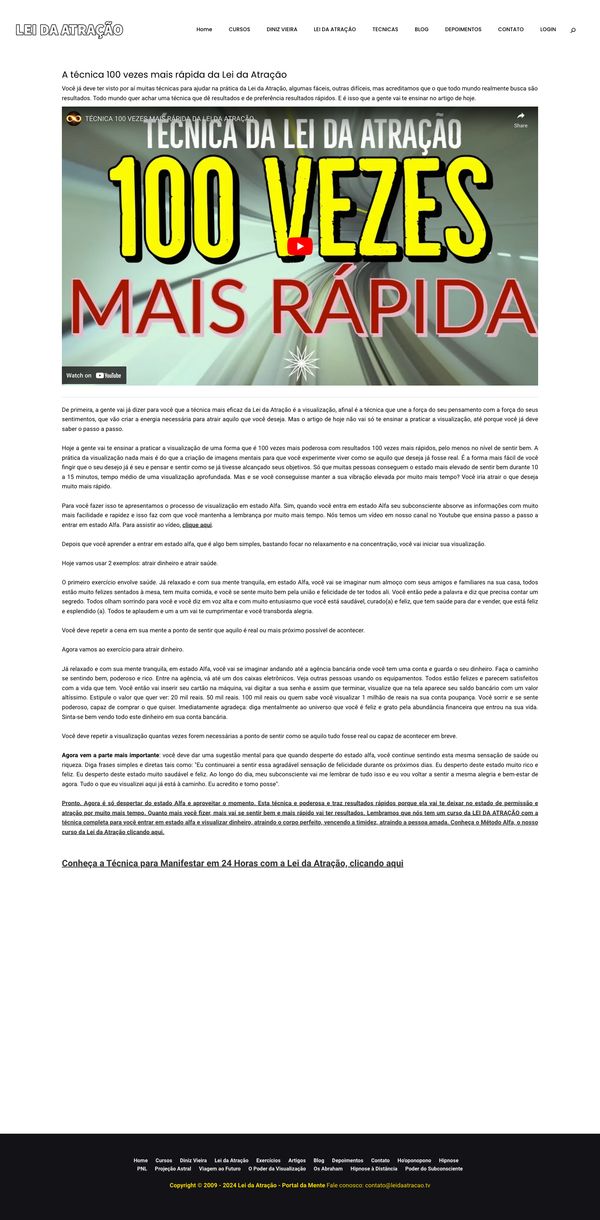 LEI DA ATRAÇÃO
Home CURSOS DINIZ VIEIRA LEI DA ATRAÇÃO TECNICAS BLOG DEPOIMENTOS CONTATO LOGIN
A técnica 100 vezes mais rápida da Lei da Atração
Você já deve ter visto por aí muitas técnicas para ajudar na prática da Lei da Atração, algumas fáceis, outras difíceis, mas acreditamos que o que todo mundo realmente busca são
resultados. Todo mundo quer achar uma técnica que dê resultados e de preferência resultados rápidos. E é isso que a gente vai te ensinar no artigo de hoje.
TÉCNICA 100 VEZES MAIS RÁPIDA DA LEI DA ATRAÇÃO
Share
TÉCNICA DA LEI DA ATRAÇÃO
100 VEZES
MAIS RÁPIDA
Watch on YouTube
De primeira, a gente vai já dizer para você que a técnica mais eficaz da Lei da Atração é a visualização, afinal é a técnica que une a força do seu pensamento com a força do seus
sentimentos, que vão criar a energia necessária para atrair aquilo que você deseja. Mas o artigo de hoje não vai só te ensinar a praticar a visualização, até porque você já deve
saber o passo a passo.
Hoje a gente vai te ensinar a praticar a visualização de uma forma que é 100 vezes mais poderosa com resultados 100 vezes mais rápidos, pelo menos no nível de sentir bem. A
prática da visualização nada mais é do que a criação de imagens mentais para que você experimente viver como se aquilo que deseja já fosse real. É a forma mais fácil de você
fingir que o seu desejo já é seu e pensar e sentir como se já tivesse alcançado seus objetivos. Só que muitas pessoas conseguem o estado mais elevado de sentir bem durante 10
a 15 minutos, tempo médio de uma visualização aprofundada. Mas e se você conseguisse manter a sua vibração elevada por muito mais tempo? Você iria atrair o que deseja
muito mais rápido.
Para você fazer isso te apresentamos o processo de visualização em estado Alfa. Sim, quando você entra em estado Alfa seu subconsciente absorve as informações com muito
mais facilidade e rapidez e isso faz com que você mantenha a lembrança por muito mais tempo. Nós temos um vídeo em nosso canal no Youtube que ensina passo a passo a
entrar em estado Alfa. Para assistir ao vídeo, clique aqui.
Depois que você aprender a entrar em estado alfa, que é algo bem simples, bastando focar no relaxamento e na concentração, você vai iniciar sua visualização.
Hoje vamos usar 2 exemplos: atrair dinheiro e atrair saúde.
O primeiro exercício envolve saúde. Já relaxado e com sua mente tranquila, em estado Alfa, você vai se imaginar num almoço com seus amigos e familiares na sua casa, todos
estão muito felizes sentados à mesa, tem muita comida, e você se sente muito bem pela união e felicidade de ter todos ali. Você então pede a palavra e diz que precisa contar um
segredo. Todos olham sorrindo para você e você diz em voz alta e com muito entusiasmo que você está saudável, curado(a) e feliz, que tem saúde para dar e vender, que está feliz
e esplendido (a). Todos te aplaudem e um a um vai te cumprimentar e você transborda alegria.
Você deve repetir a cena em sua mente a ponto de sentir que aquilo é real ou mais próximo possível de acontecer.
Agora vamos ao exercício para atrair dinheiro.
Já relaxado e com sua mente tranquila, em estado Alfa, você vai se imaginar andando até a agência bancária onde você tem uma conta e guarda o seu dinheiro. Faça o caminho
se sentindo bem, poderoso e rico. Entre na agência, vá até um dos caixas eletrônicos. Veja outras pessoas usando os equipamentos. Todos estão felizes e parecem satisfeitos
com a vida que tem. Você então vai inserir seu cartão na máquina, vai digitar a sua senha e assim que terminar, visualize que na tela aparece seu saldo bancário com um valor
altíssimo. Estipule o valor que quer ver: 20 mil reais. 50 mil reais. 100 mil reais ou quem sabe você visualizar 1 milhão de reais na sua conta poupança. Você sorri e se sente
poderoso, capaz de comprar o que quiser. Imediatamente agradeça: diga mentalmente ao universo que você é feliz e grato pela abundância financeira que entrou na sua vida.
Sinta-se bem vendo todo este dinheiro em sua conta bancária.
Você deve repetir a visualização quantas vezes forem necessárias a ponto de sentir como se aquilo tudo fosse real ou capaz de acontecer em breve.
Agora vem a parte mais importante: você deve dar uma sugestão mental para que quando desperte do estado alfa, você continue sentindo esta mesma sensação de saúde ou
riqueza. Diga frases simples e diretas tais como: "Eu continuarei a sentir essa agradável sensação de felicidade durante os próximos dias. Eu desperto deste estado muito rico e
feliz. Eu desperto deste estado muito saudável e feliz. Ao longo do dia, meu subconsciente vai me lembrar de tudo isso e eu vou voltar a sentir a mesma alegria e bem-estar de
agora. Tudo o que eu visualizei aqui já está à caminho. Eu acredito e tomo posse".
Pronto. Agora é só despertar do estado Alfa e aproveitar o momento. Esta técnica e poderosa e traz resultados rápidos porque ela vai te deixar no estado de permissão e
atração por muito mais tempo. Quanto mais você fizer, mais vai se sentir bem e mais rápido vai ter resultados. Lembramos que nós tem um curso da LEI DA ATRAÇÃO com a
técnica completa para você entrar em estado alfa e visualizar dinheiro, atraindo o corpo perfeito, vencendo a timidez, atraindo a pessoa amada. Conheça o Método Alfa, o nosso
curso da Lei da Atração clicando aqui.
Conheça a Técnica para Manifestar em 24 Horas com a Lei da Atração, clicando aqui
Home Cursos Diniz Vieira Lei da Atração Exercícios Artigos Blog Depoimentos Contato Ho'oponopono Hipnose
PNL Projeção Astral Viagem ao Futuro O Poder da Visualização Os Abraham Hipnose à Distância Poder do Subconsciente
Copyright © 2009 - 2024 Lei da Atração - Portal da Mente Fale conosco: contato@leidaatracao.tv